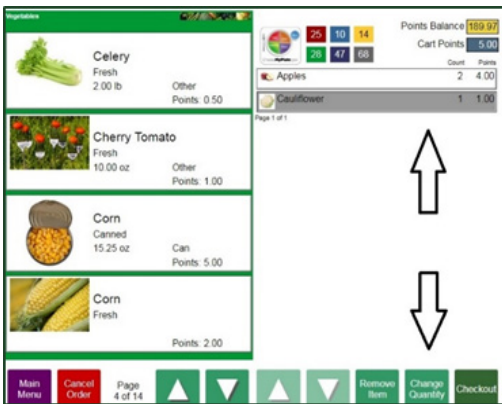 Vegetables
Celery
Fresh
2.00 lb Other
Points: 0.50
Cherry Tomato
Fresh
10.00 oz Other
Points: 1.00
Corn
Canned
15.25 oz Can
Points: 5.00
Corn
Fresh
Points: 2.00
25 10 14
28 47 68
Points Balance 189.97
Cart Points 5.00
Count Points
Apples 2 4.00
Cauliflower 1 1.00
Page 1 of 1
Main Menu
Cancel Order
Page 4 of 14
Remove Item
Change Quantity
Checkout